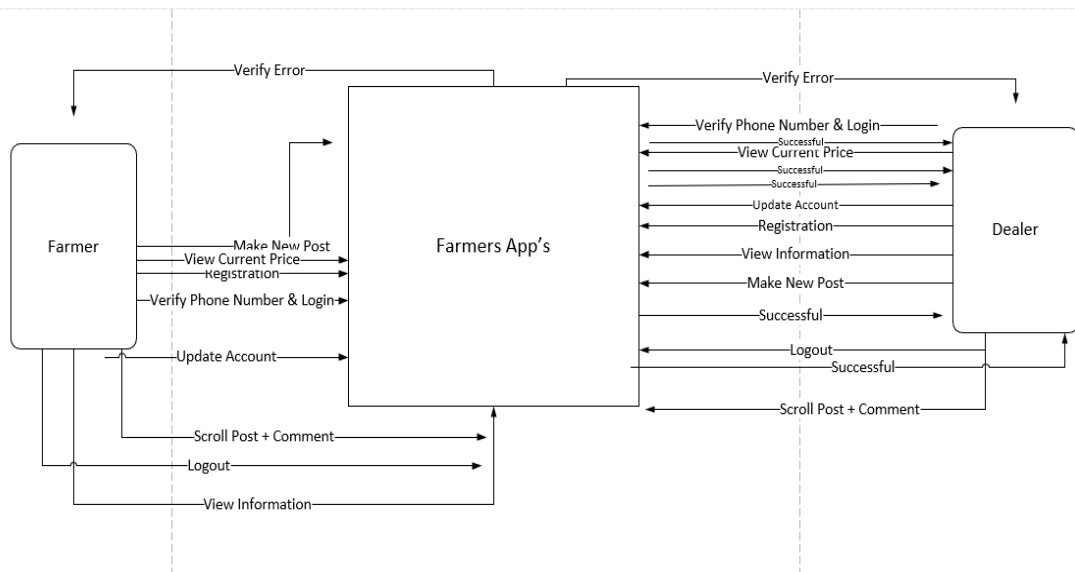 Verify Error
Verify Error
Verify Phone Number & Login
Successful
View Current Price
Successful
Successful
Update Account
Registration
View Information
Make New Post
Successful
Logout
Successful
Scroll Post + Comment
Farmer
Farmers App's
Dealer
Make New Post
View Current Price
Registration
Verify Phone Number & Login
Update Account
Scroll Post + Comment
Logout
View Information